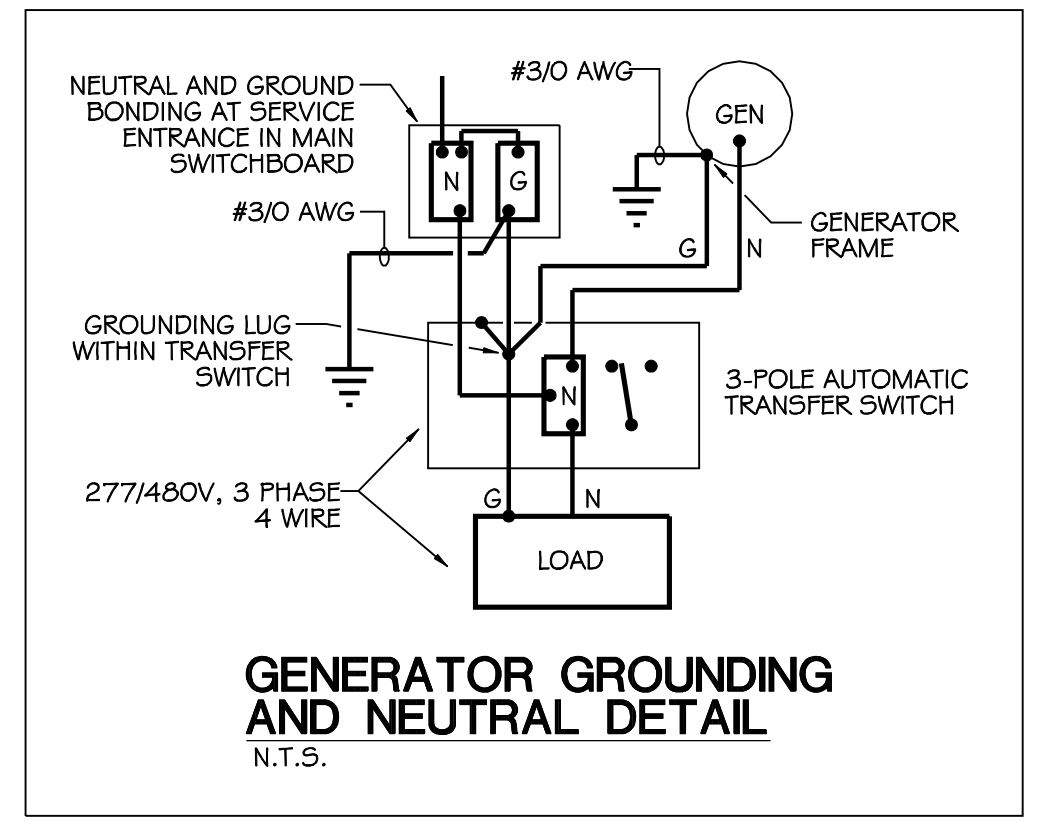 NEUTRAL AND GROUND
BONDING AT SERVICE
ENTRANCE IN MAIN
SWITCHBOARD
#3/0 AWG
GEN
N
G
#3/0 AWG
GENERATOR
FRAME
G
N
GROUNDING LUG
WITHIN TRANSFER
SWITCH
N
3-POLE AUTOMATIC
TRANSFER SWITCH
277/480V, 3 PHASE
4 WIRE
G
N
LOAD
GENERATOR GROUNDING
AND NEUTRAL DETAIL
N.T.S.